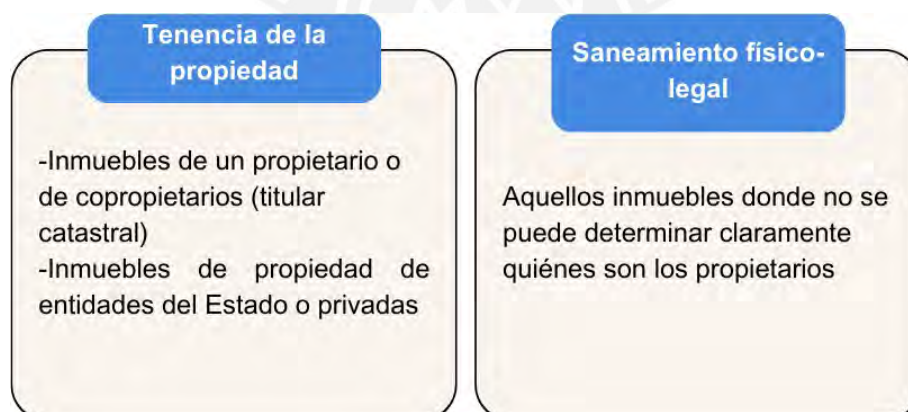 Tenencia de la
propiedad
-Inmuebles de un propietario o
de copropietarios (titular
catastral)
-Inmuebles de propiedad de
entidades del Estado o privadas
Saneamiento físico-
legal
Aquellos inmuebles donde no se
puede determinar claramente
quiénes son los propietarios